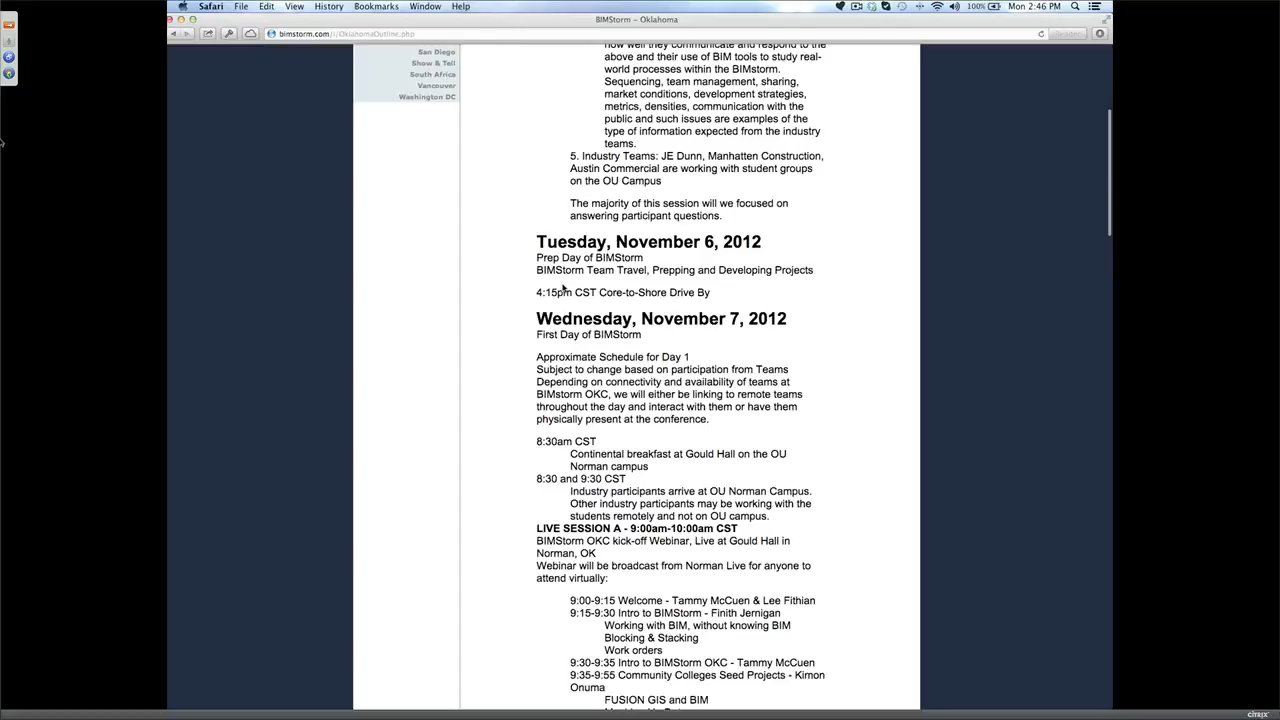 Safari File Edit View History Bookmarks Window Help
100% Mon 2:46 PM
BIMStorm – Oklahoma
bimstorm.com/i/OklahomaOutline.php
Reader
San Diego
Show & Tell
South Africa
Vancouver
Washington DC
how well they communicate and respond to the
above and their use of BIM tools to study real-
world processes within the BIMstorm.
Sequencing, team management, sharing,
market conditions, development strategies,
metrics, densities, communication with the
public and such issues are examples of the
type of information expected from the industry
teams.
5. Industry Teams: JE Dunn, Manhatten Construction,
Austin Commercial are working with student groups
on the OU Campus
The majority of this session will we focused on
answering participant questions.
Tuesday, November 6, 2012
Prep Day of BIMStorm
BIMStorm Team Travel, Prepping and Developing Projects
4:15pm CST Core-to-Shore Drive By
Wednesday, November 7, 2012
First Day of BIMStorm
Approximate Schedule for Day 1
Subject to change based on participation from Teams
Depending on connectivity and availability of teams at
BIMstorm OKC, we will either be linking to remote teams
throughout the day and interact with them or have them
physically present at the conference.
8:30am CST
Continental breakfast at Gould Hall on the OU
Norman campus
8:30 and 9:30 CST
Industry participants arrive at OU Norman Campus.
Other industry participants may be working with the
students remotely and not on OU campus.
LIVE SESSION A - 9:00am-10:00am CST
BIMStorm OKC kick-off Webinar, Live at Gould Hall in
Norman, OK
Webinar will be broadcast from Norman Live for anyone to
attend virtually:
9:00-9:15 Welcome - Tammy McCuen & Lee Fithian
9:15-9:30 Intro to BIMStorm - Finith Jernigan
Working with BIM, without knowing BIM
Blocking & Stacking
Work orders
9:30-9:35 Intro to BIMStorm OKC - Tammy McCuen
9:35-9:55 Community Colleges Seed Projects - Kimon
Onuma
FUSION GIS and BIM
CITRIX